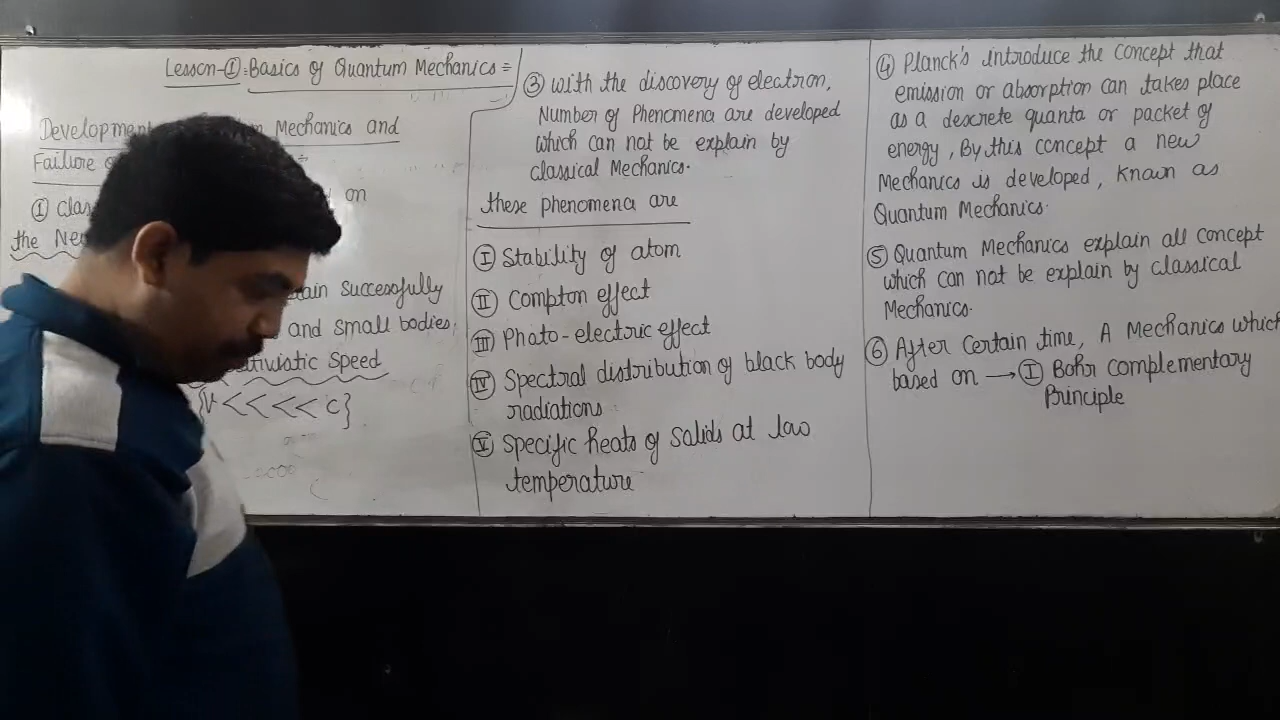 Lesson-① :Basics of Quantum Mechanics =
Development Mechanics and
Failure
① on
the
Successfully
and small bodies,
Speed
{V <<<< c}
③ with the discovery of electron,
Number of Phenomena are developed
which can not be explain by
classical Mechanics.
these phenomena are
Ⓘ Stability of atom
II Compton effect
III Photo-electric effect
IV Spectral distribution of black body
radiations
V Specific heats of Solids at low
temperature
④ Planck's introduce the concept that
emission or absorption can takes place
as a descrete quanta or packet of
energy, By this concept a new
Mechanics is developed, known as
Quantum Mechanics.
⑤ Quantum Mechanics explain all concept
which can not be explain by classical
Mechanics.
⑥ After Certain time, A Mechanics which
based on → Ⓘ Bohr complementary
Principle